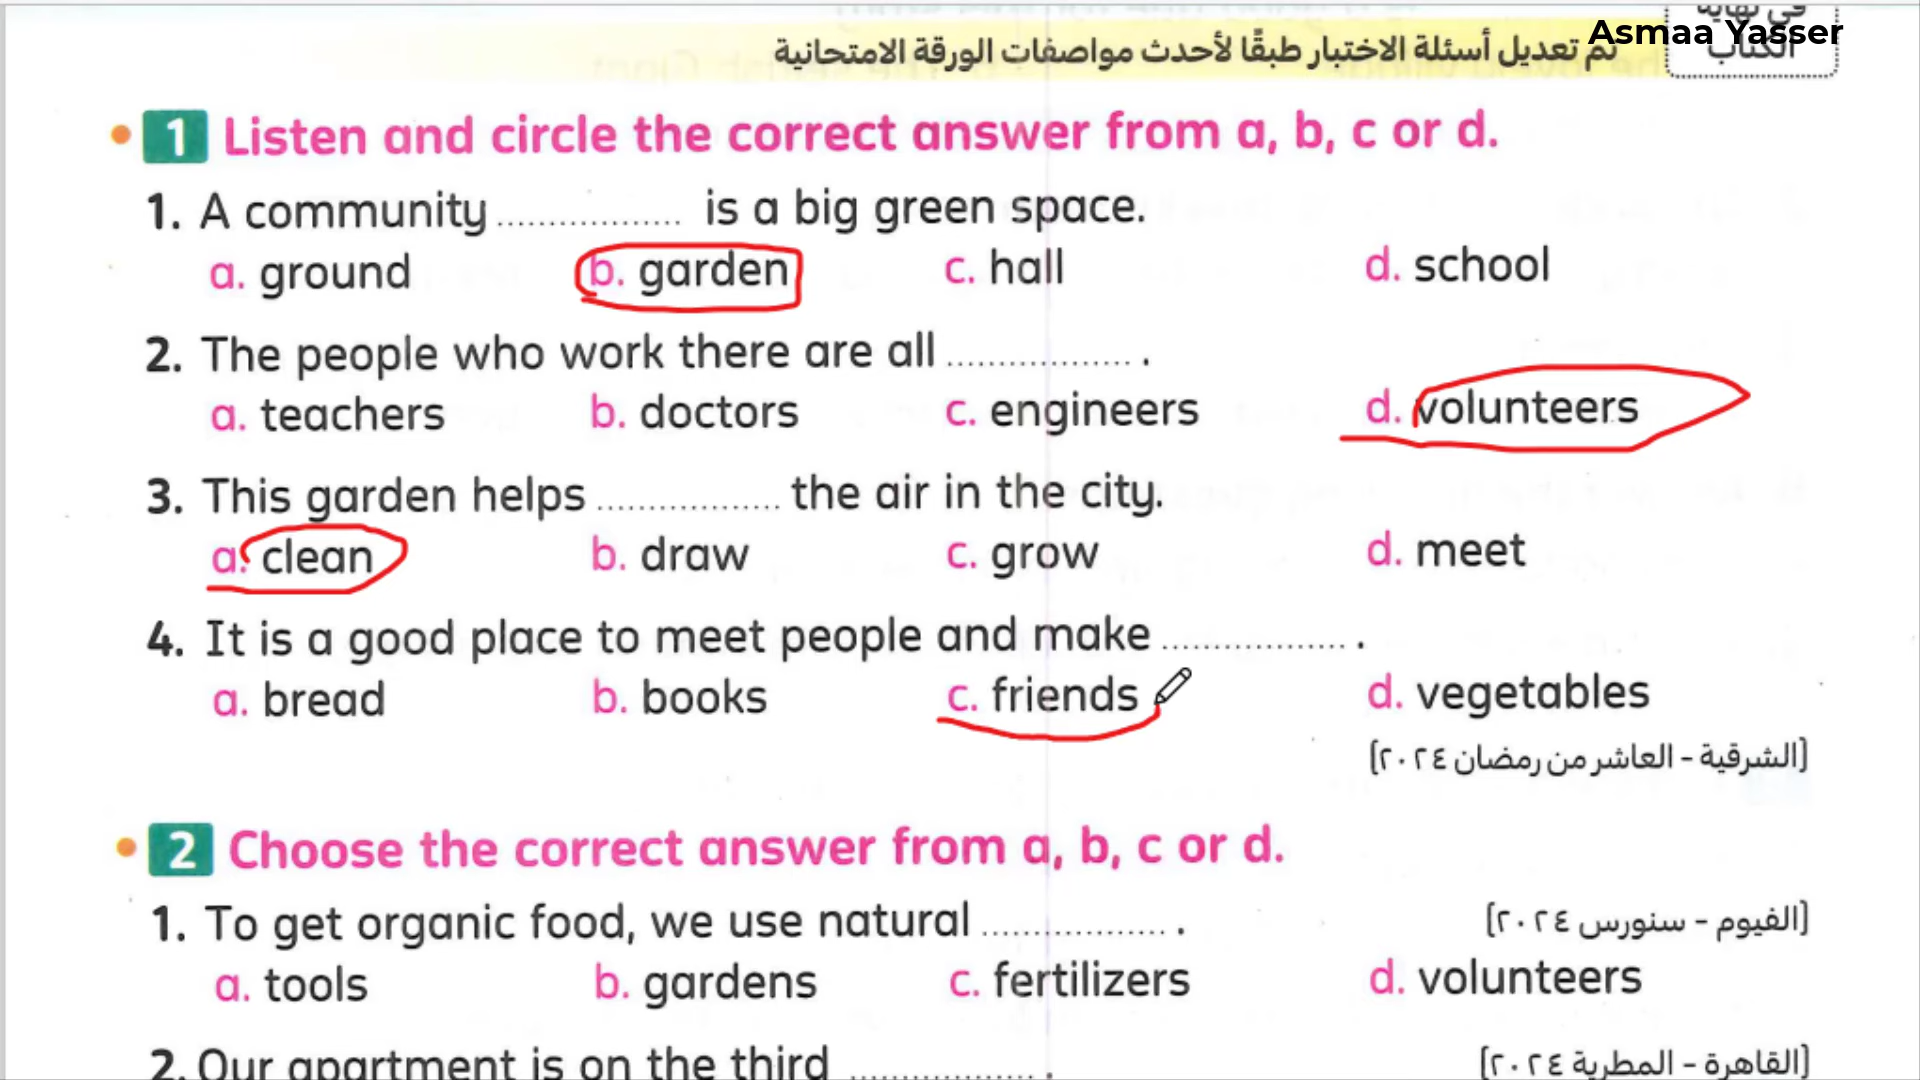 في نهاية
الكتاب
Asmaa Yasser
تم تعديل أسئلة الاختبار طبقًا لأحدث مواصفات الورقة الامتحانية
1 Listen and circle the correct answer from a, b, c or d.
1. A community .................. is a big green space.
a. ground b. garden c. hall d. school
2. The people who work there are all .................. .
a. teachers b. doctors c. engineers d. volunteers
3. This garden helps .................. the air in the city.
a. clean b. draw c. grow d. meet
4. It is a good place to meet people and make .................. .
a. bread b. books c. friends d. vegetables
[الشرقية - العاشر من رمضان ٢٠٢٤]
2 Choose the correct answer from a, b, c or d.
1. To get organic food, we use natural .................. . [الفيوم - سنورس ٢٠٢٤]
a. tools b. gardens c. fertilizers d. volunteers
2. Our apartment is on the third .................. . [القاهرة - المطرية ٢٠٢٤]